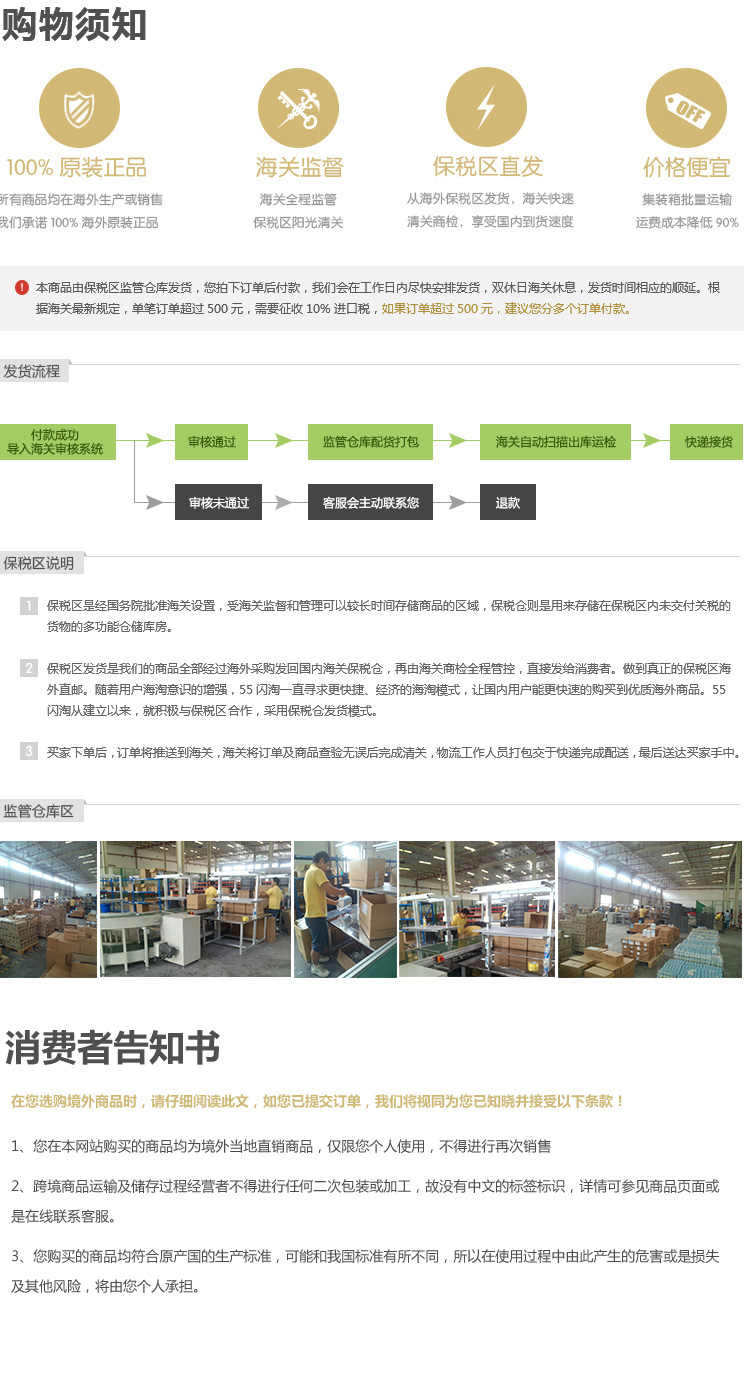 购物须知
OFF
100% 原装正品
海关监督
保税区直发
价格便宜
所有商品均在海外生产或销售
我们承诺 100% 海外原装正品
海关全程监管
保税区阳光清关
从海外保税区发货，海关快速
清关商检，享受国内到货速度
集装箱批量运输
运费成本降低 90%
本商品由保税区监管仓库发货，您拍下订单后付款，我们会在工作日内尽快安排发货，双休日海关休息，发货时间相应的顺延。根
据海关最新规定，单笔订单超过 500 元，需要征收 10% 进口税，如果订单超过 500 元，建议您分多个订单付款。
发货流程
付款成功
导入海关审核系统
审核通过
监管仓库配货打包
海关自动扫描出库运检
快递接货
审核未通过
客服会主动联系您
退款
保税区说明
1 保税区是经国务院批准海关设置，受海关监督和管理可以较长时间存储商品的区域，保税仓则是用来存储在保税区内未交付关税的
货物的多功能仓储库房。
2 保税区发货是我们的商品全部经过海外采购发回国内海关保税仓，再由海关商检全程管控，直接发给消费者。做到真正的保税区海
外直邮。随着用户海淘意识的增强，55 闪淘一直寻求更快捷、经济的海淘模式，让国内用户能更快速的购买到优质海外商品。55
闪淘从建立以来，就积极与保税区合作，采用保税仓发货模式。
3 买家下单后，订单将推送到海关，海关将订单及商品查验无误后完成清关，物流工作人员打包交于快递完成配送，最后送达买家手中。
监管仓库区
消费者告知书
在您选购境外商品时，请仔细阅读此文，如您已提交订单，我们将视同为您已知晓并接受以下条款！
1、您在本网站购买的商品均为境外当地直销商品，仅限您个人使用，不得进行再次销售
2、跨境商品运输及储存过程经营者不得进行任何二次包装或加工，故没有中文的标签标识，详情可参见商品页面或
是在线联系客服。
3、您购买的商品均符合原产国的生产标准，可能和我国标准有所不同，所以在使用过程中由此产生的危害或是损失
及其他风险，将由您个人承担。